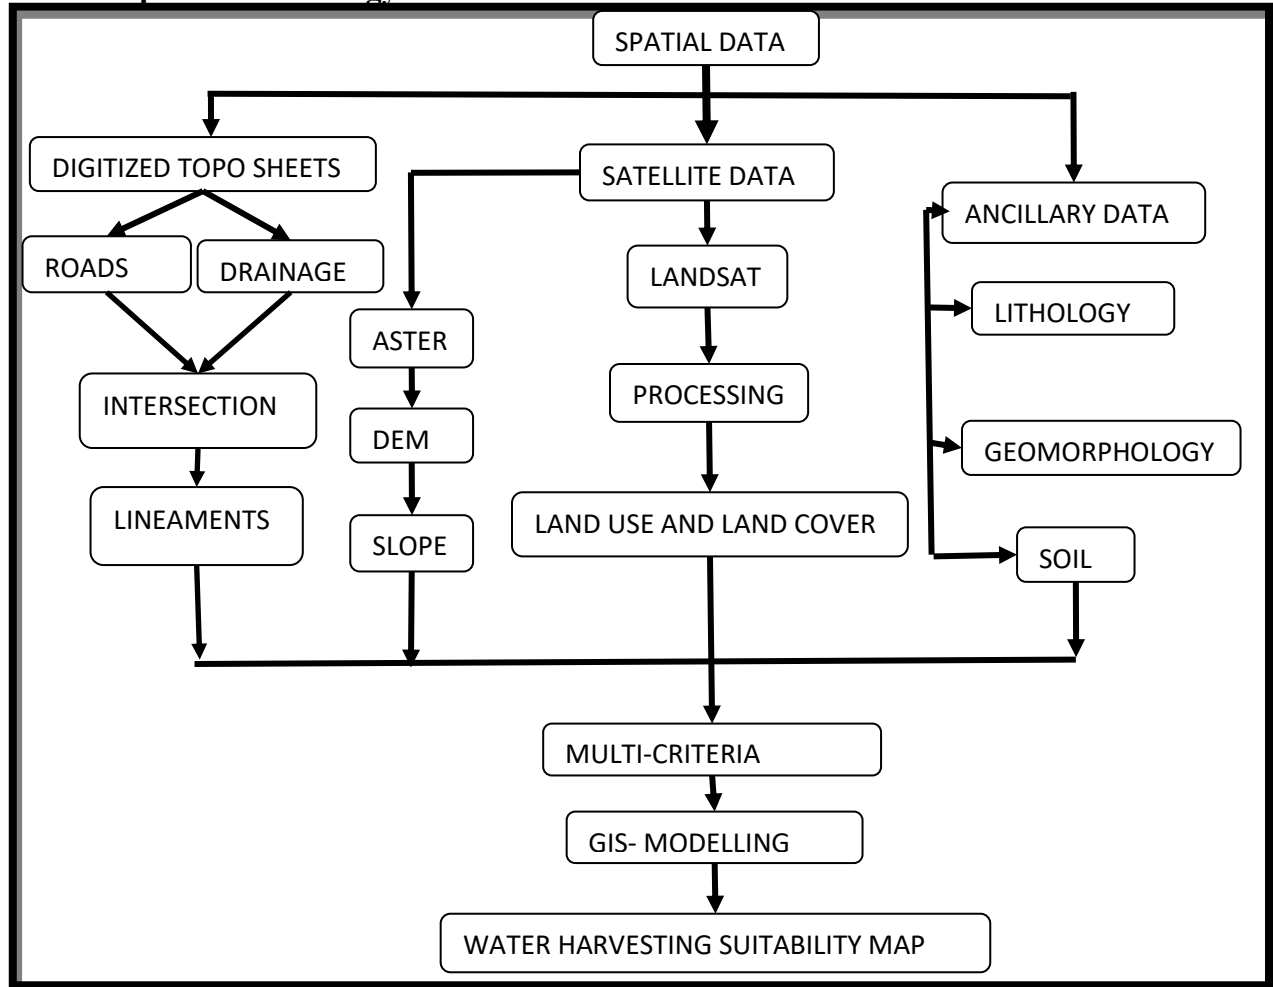 SPATIAL DATA
DIGITIZED TOPO SHEETS
SATELLITE DATA
ANCILLARY DATA
ROADS
DRAINAGE
LANDSAT
LITHOLOGY
ASTER
PROCESSING
INTERSECTION
DEM
GEOMORPHOLOGY
LINEAMENTS
LAND USE AND LAND COVER
SLOPE
SOIL
MULTI-CRITERIA
GIS- MODELLING
WATER HARVESTING SUITABILITY MAP